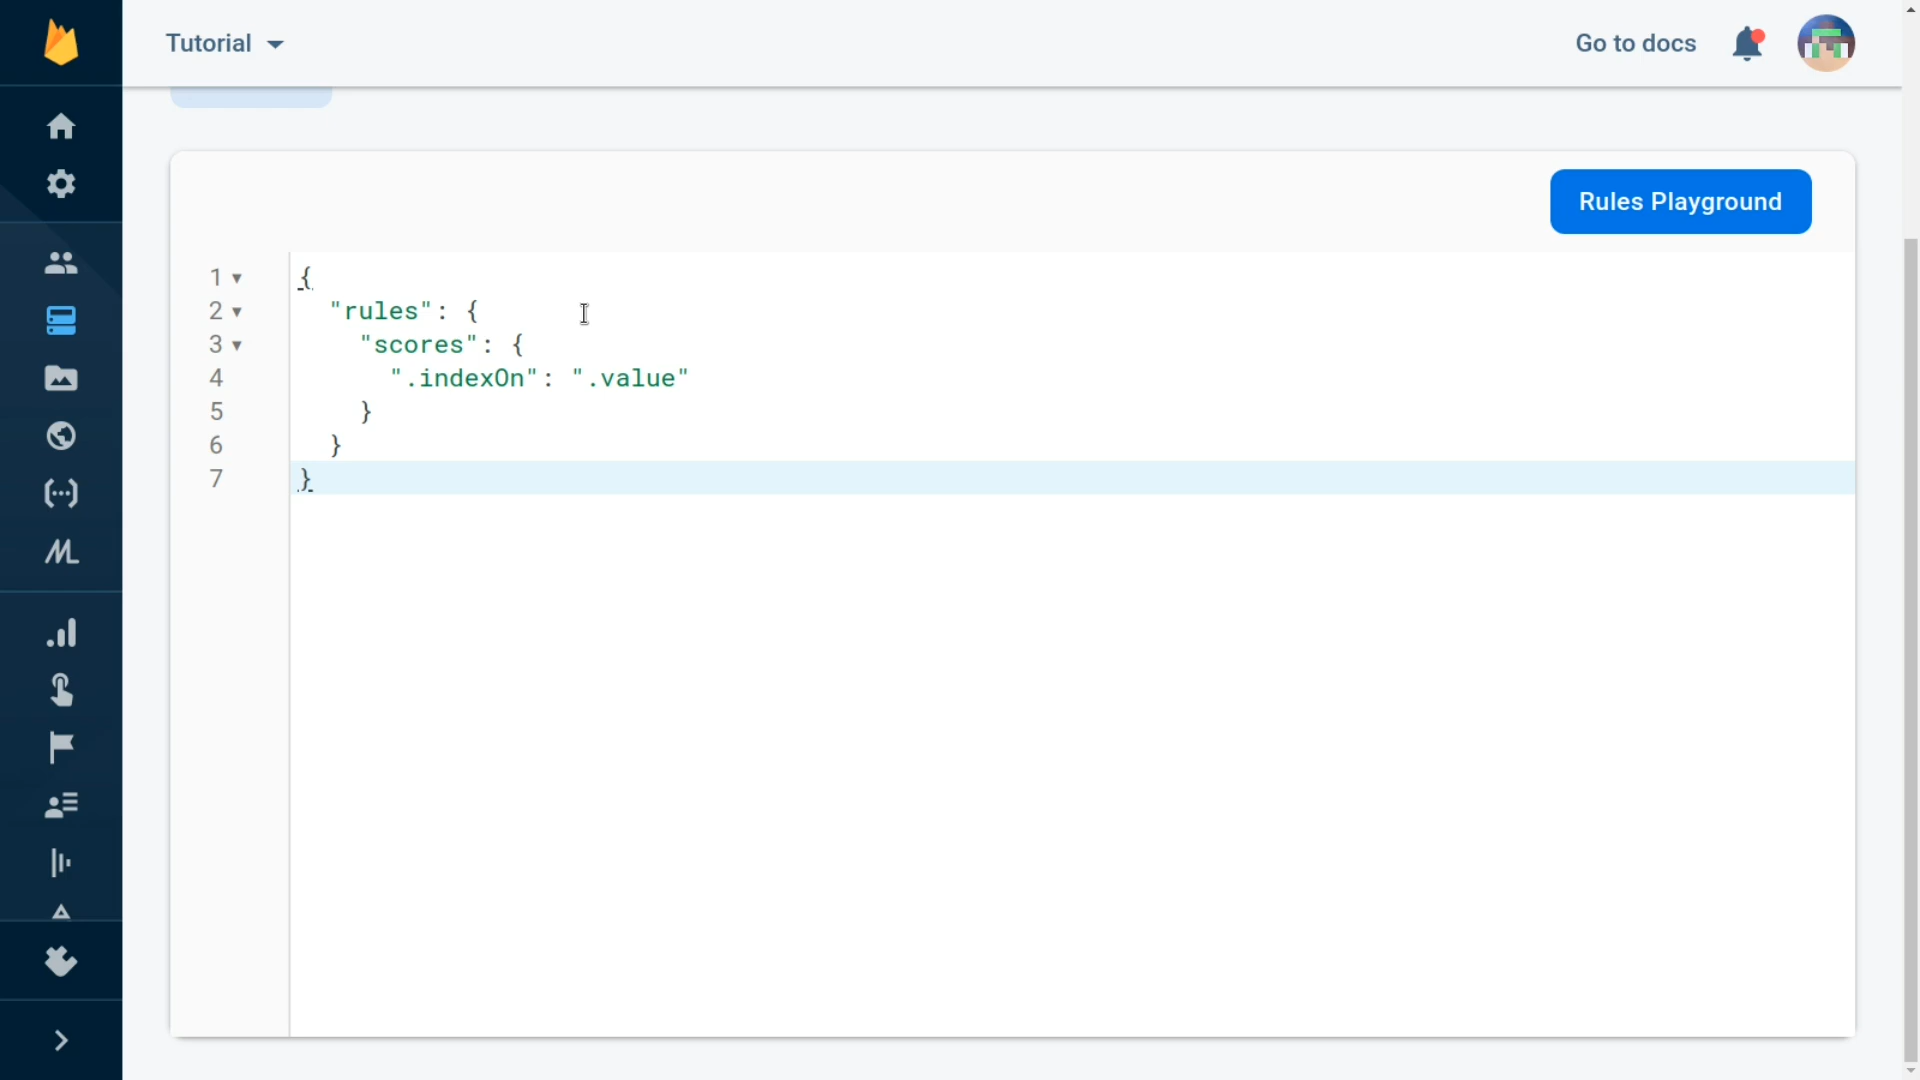 Tutorial
Go to docs
Rules Playground
1 {
2 "rules": {
3 "scores": {
4 ".indexOn": ".value"
5 }
6 }
7 }